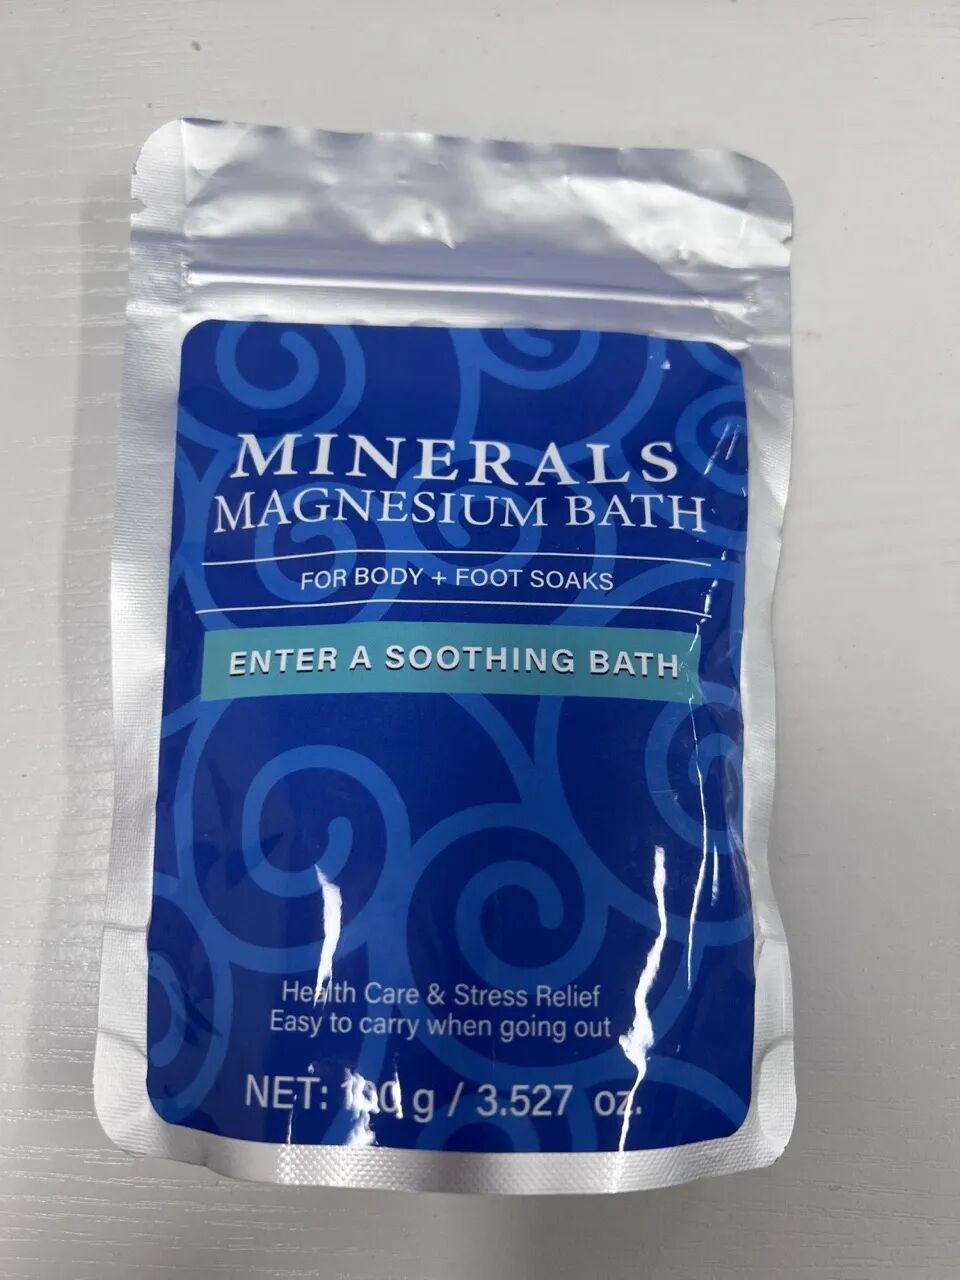 MINERALS
MAGNESIUM BATH
FOR BODY + FOOT SOAKS
ENTER A SOOTHING BATH
Health Care & Stress Relief
Easy to carry when going out
NET: 100 g / 3.527 oz.